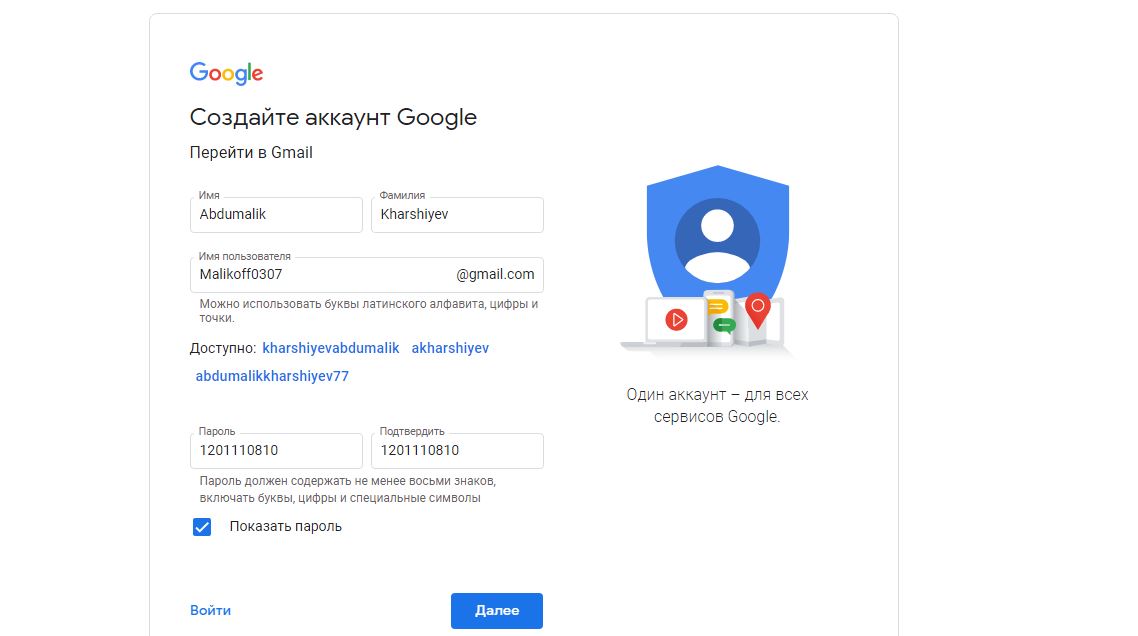 Google
Создайте аккаунт Google
Перейти в Gmail
Имя Фамилия
Abdumalik Kharshiyev
Имя пользователя
Malikoff0307 @gmail.com
Можно использовать буквы латинского алфавита, цифры и
точки.
Доступно: kharshiyevabdumalik akharshiyev
abdumalikkharshiyev77
Пароль Подтвердить
1201110810 1201110810
Пароль должен содержать не менее восьми знаков,
включать буквы, цифры и специальные символы
Показать пароль
Войти Далее
Один аккаунт – для всех
сервисов Google.